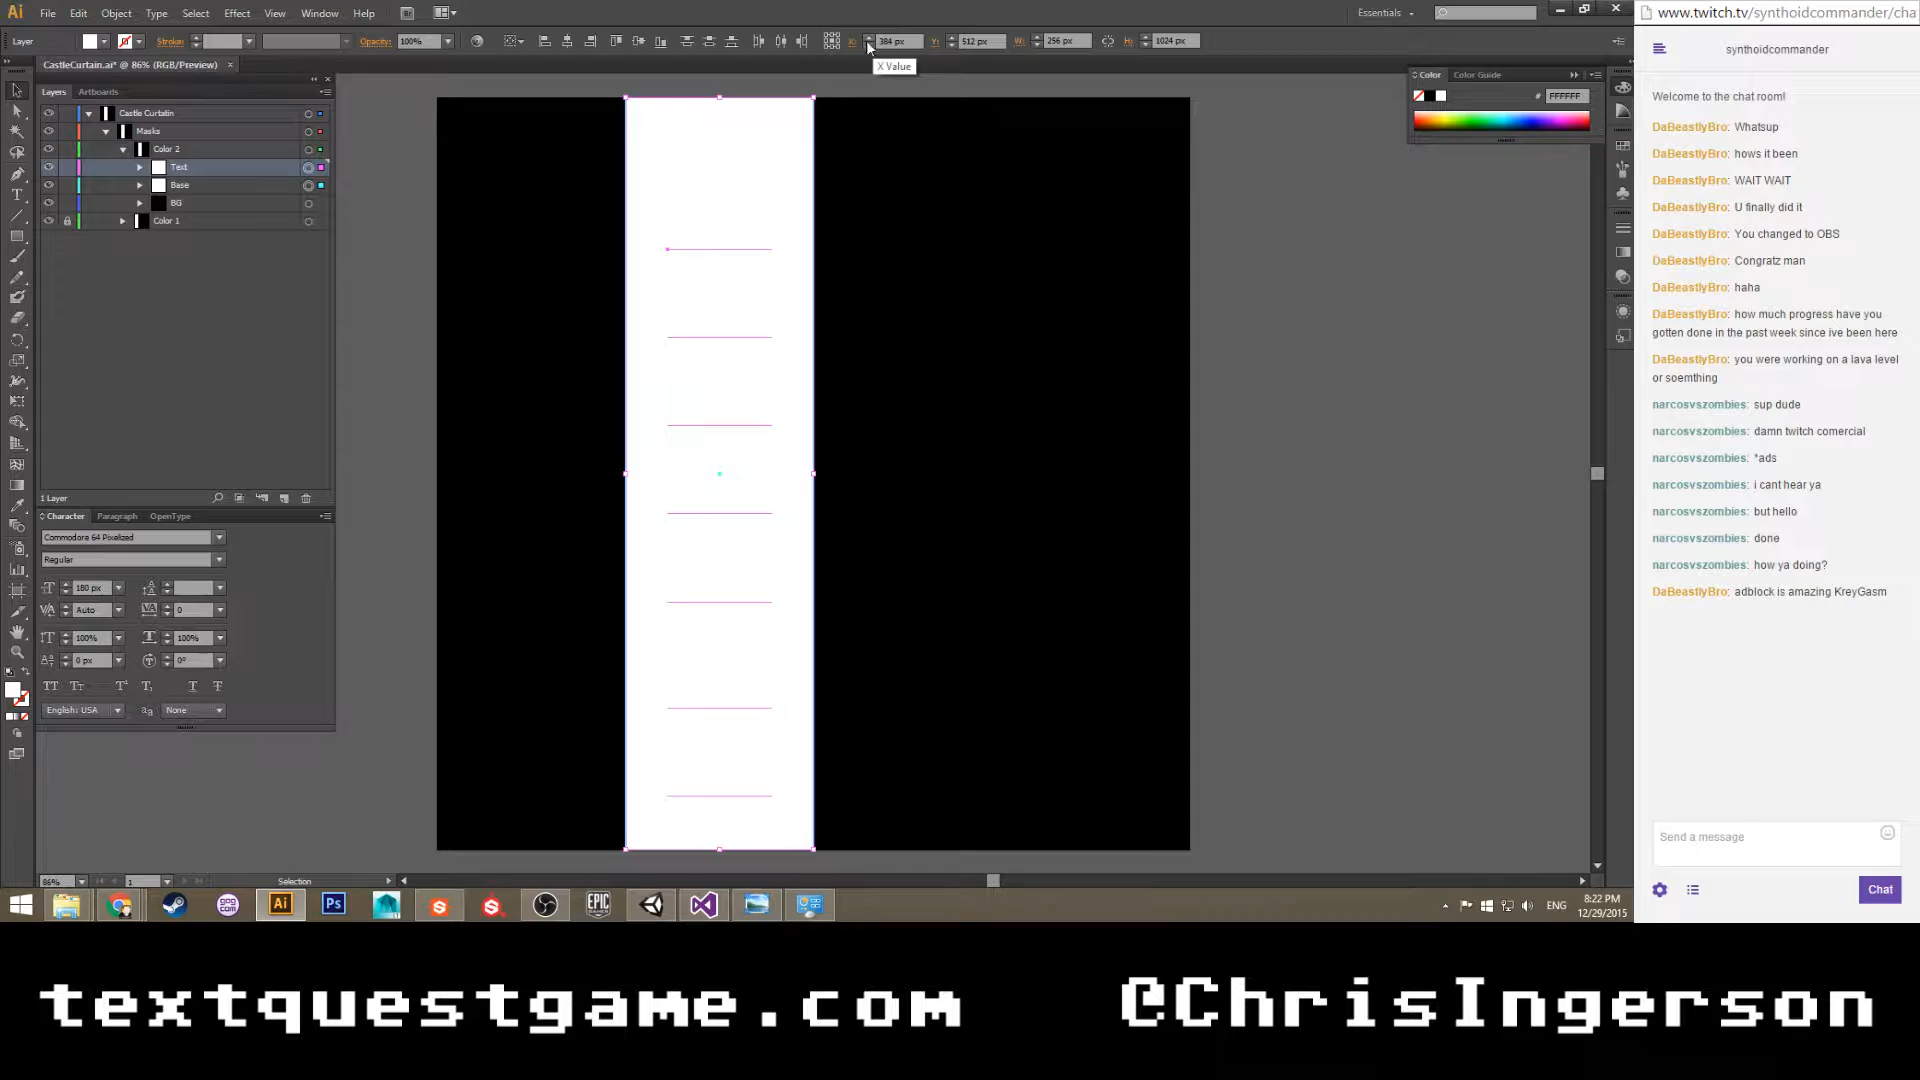 Ai File Edit Object Type Select Effect View Window Help Br Essentials
Layer Stroke: Opacity: 100% X: 384 px Y: 512 px W: 256 px H: 1024 px
X Value
CastleCurtain.ai* @ 86% (RGB/Preview) ×
Layers Artboards
Castle Curtatin
Masks
Color 2
Text
Base
BG
Color 1
1 Layer
Character Paragraph OpenType
Commodore 64 Pixelized
Regular
180 px
Auto 0
100% 100%
0 px 0°
English: USA None
Color Color Guide
# FFFFFF
86% 1 Selection
Ps EPIC GAMES ENG 8:22 PM
12/29/2015
www.twitch.tv/synthoidcommander/cha
synthoidcommander
Welcome to the chat room!
DaBeastlyBro: Whatsup
DaBeastlyBro: hows it been
DaBeastlyBro: WAIT WAIT
DaBeastlyBro: U finally did it
DaBeastlyBro: You changed to OBS
DaBeastlyBro: Congratz man
DaBeastlyBro: haha
DaBeastlyBro: how much progress have you
gotten done in the past week since ive been here
DaBeastlyBro: you were working on a lava level
or soemthing
narcosvszombies: sup dude
narcosvszombies: damn twitch comercial
narcosvszombies: *ads
narcosvszombies: i cant hear ya
narcosvszombies: but hello
narcosvszombies: done
narcosvszombies: how ya doing?
DaBeastlyBro: adblock is amazing KreyGasm
Send a message
Chat
textquestgame.com @ChrisIngerson